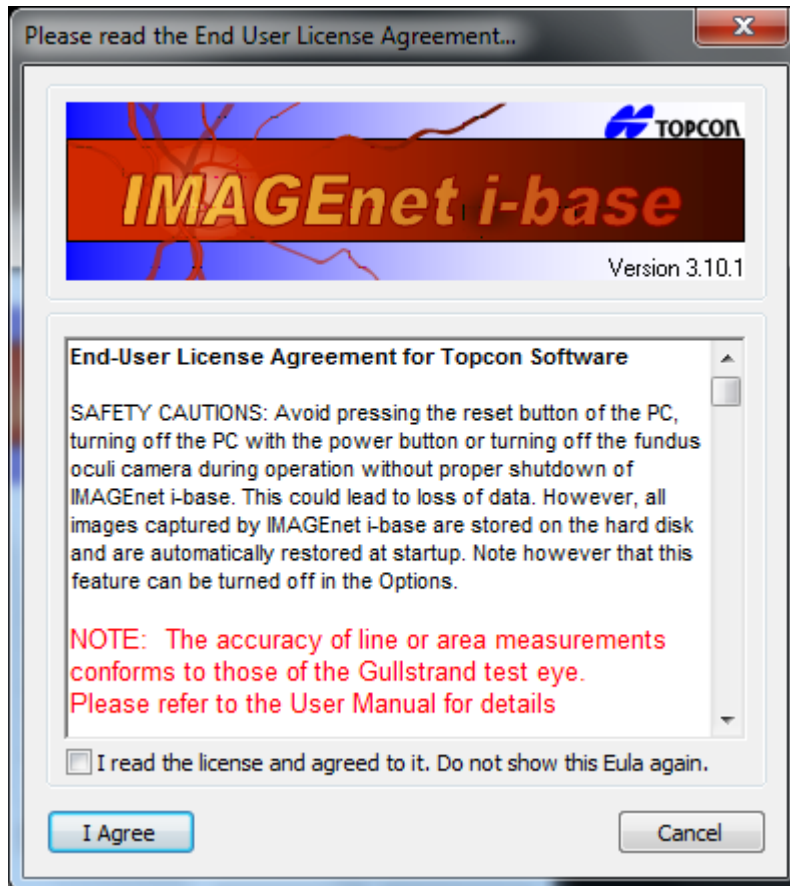 Please read the End User License Agreement...
TOPCON
IMAGEnet i-base
Version 3.10.1
End-User License Agreement for Topcon Software
SAFETY CAUTIONS: Avoid pressing the reset button of the PC,
turning off the PC with the power button or turning off the fundus
oculi camera during operation without proper shutdown of
IMAGEnet i-base. This could lead to loss of data. However, all
images captured by IMAGEnet i-base are stored on the hard disk
and are automatically restored at startup. Note however that this
feature can be turned off in the Options.
NOTE: The accuracy of line or area measurements
conforms to those of the Gullstrand test eye.
Please refer to the User Manual for details
I read the license and agreed to it. Do not show this Eula again.
I Agree
Cancel